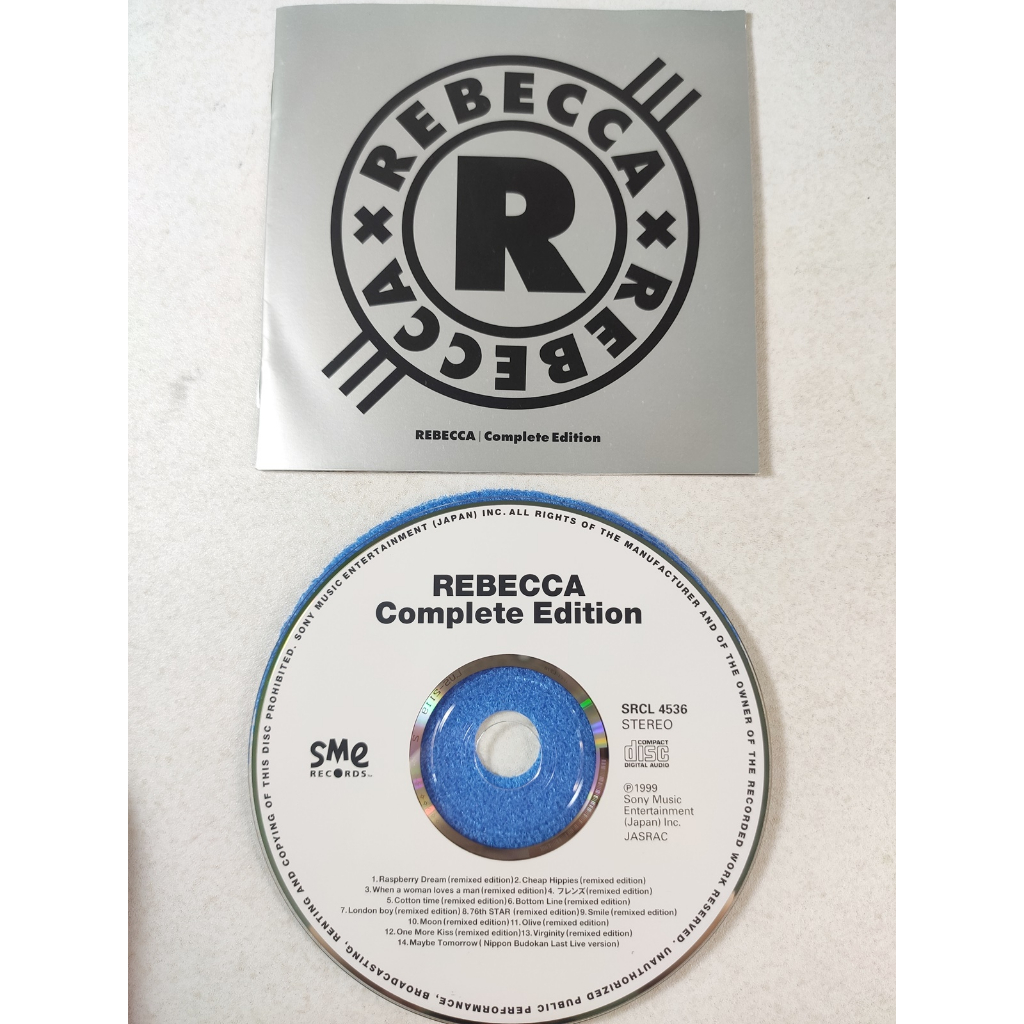 REBECCA × REBECCA ×
R
REBECCA | Complete Edition
SONY MUSIC ENTERTAINMENT (JAPAN) INC. ALL RIGHTS OF THE MANUFACTURER AND OF THE OWNER OF THE RECORDED WORK RESERVED. UNAUTHORIZED PUBLIC PERFORMANCE, BROADCASTING, RENTING AND COPYING OF THIS DISC PROHIBITED.
REBECCA
Complete Edition
SRCL 4536
STEREO
sme
RECORDS
COMPACT
disc
DIGITAL AUDIO
℗1999
Sony Music
Entertainment
(Japan) Inc.
JASRAC
1. Raspberry Dream (remixed edition) 2. Cheap Hippies (remixed edition)
3. When a woman loves a man (remixed edition) 4. フレンズ (remixed edition)
5. Cotton time (remixed edition) 6. Bottom Line (remixed edition)
7. London boy (remixed edition) 8. 76th STAR (remixed edition) 9. Smile (remixed edition)
10. Moon (remixed edition) 11. Olive (remixed edition)
12. One More Kiss (remixed edition) 13. Virginity (remixed edition)
14. Maybe Tomorrow ( Nippon Budokan Last Live version)